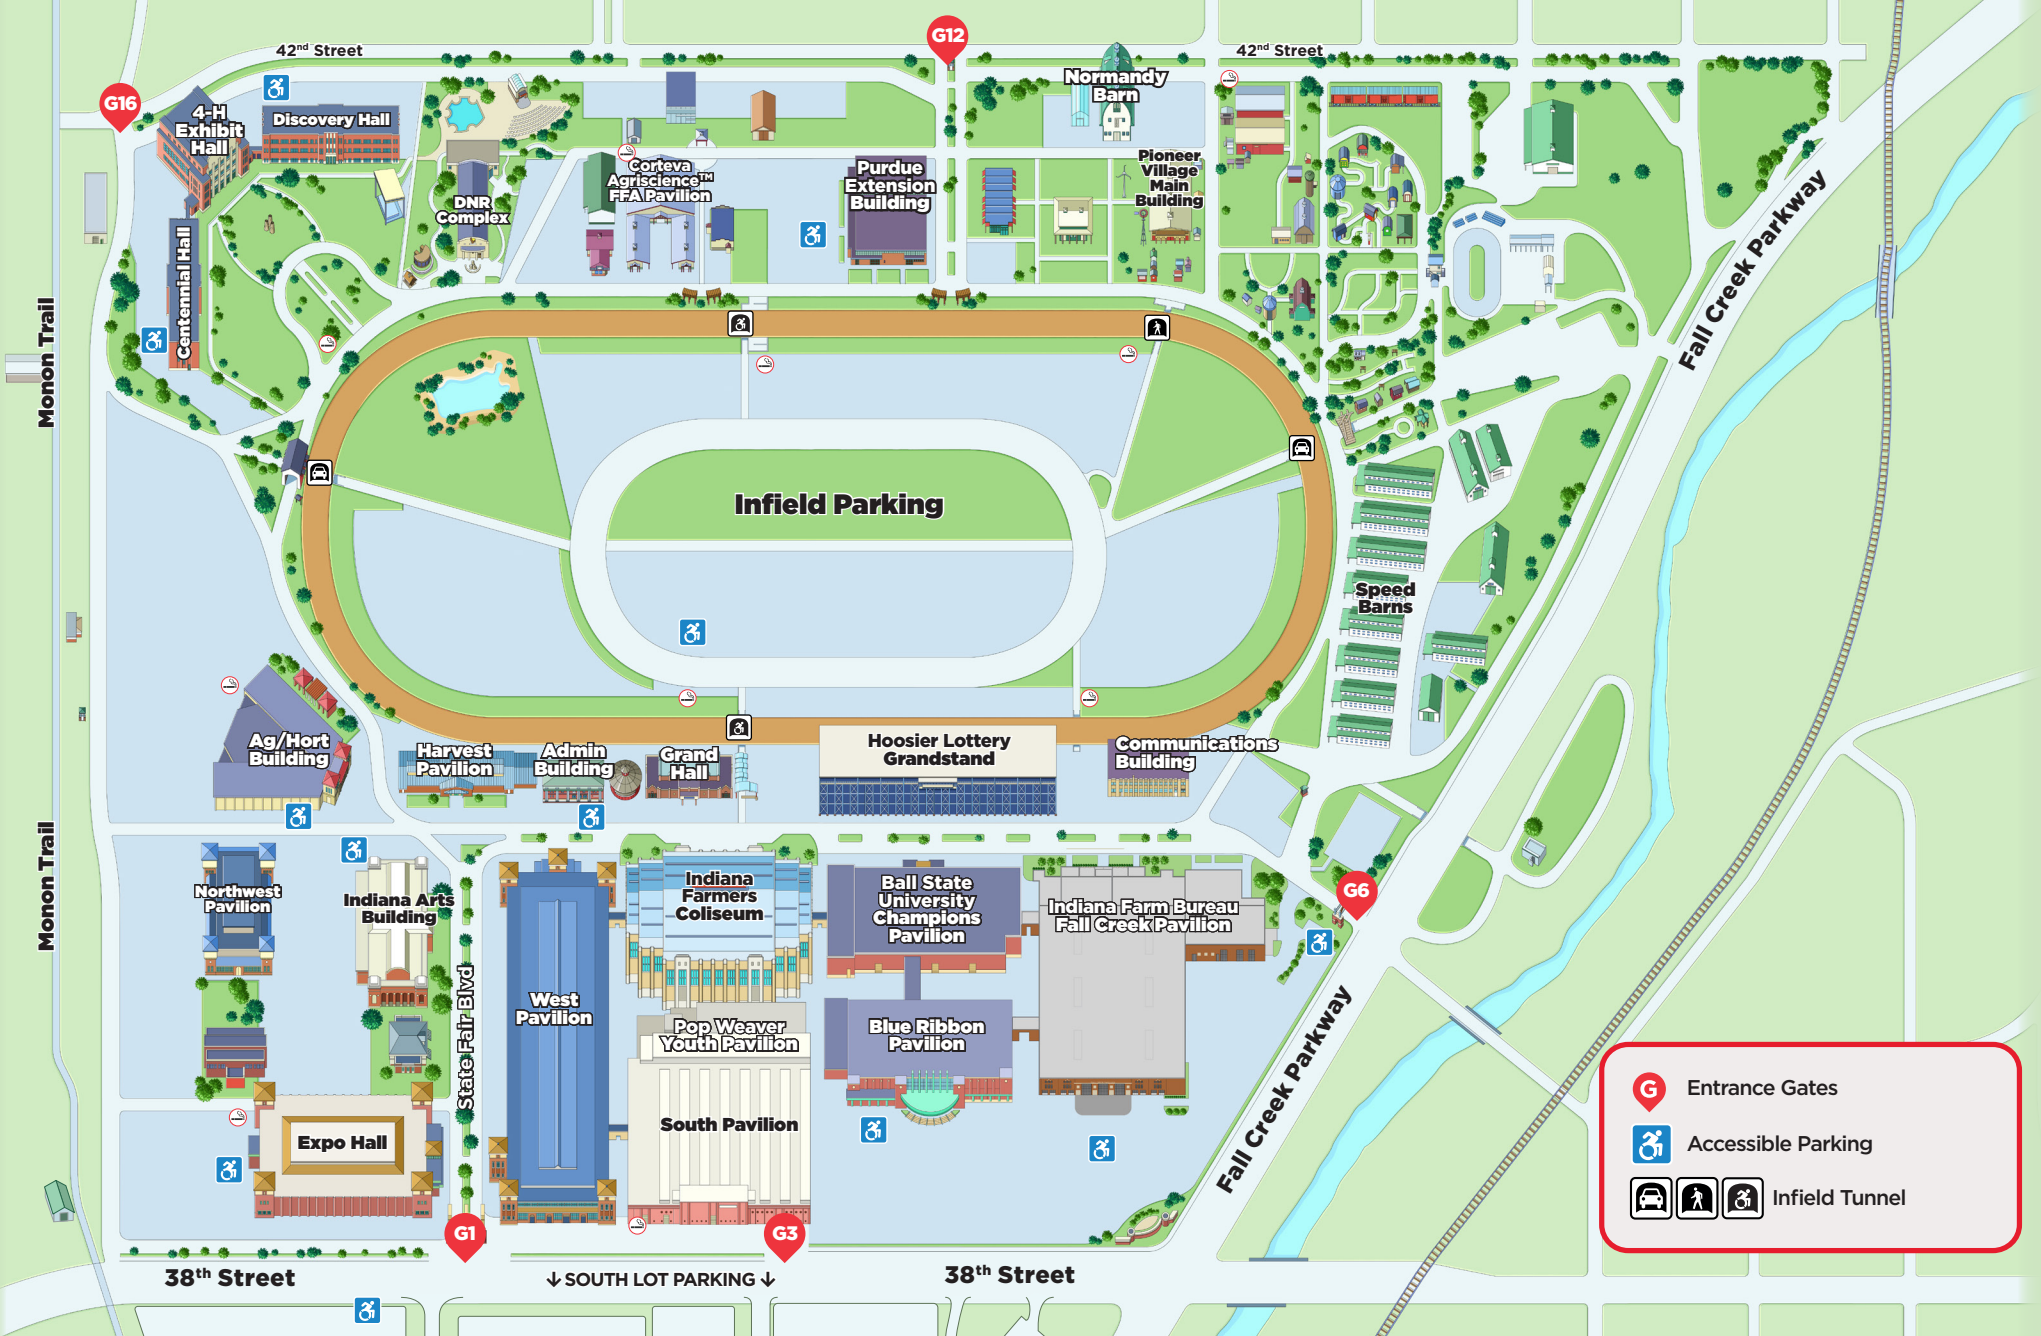 42nd Street
G12
42nd Street
G16
Normandy
Barn
4-H
Exhibit
Hall
Discovery Hall
Corteva
Agriscience™
FFA Pavilion
Purdue
Extension
Building
Pioneer
Village
Main
Building
DNR
Complex
Centennial Hall
Fall Creek Parkway
Monon Trail
Infield Parking
Speed
Barns
Ag/Hort
Building
Harvest
Pavilion
Admin
Building
Grand
Hall
Hoosier Lottery
Grandstand
Communications
Building
Monon Trail
Northwest
Pavilion
Indiana Arts
Building
Indiana
Farmers
Coliseum
Ball State
University
Champions
Pavilion
Indiana Farm Bureau
Fall Creek Pavilion
G6
State Fair Blvd
West
Pavilion
Pop Weaver
Youth Pavilion
Blue Ribbon
Pavilion
Fall Creek Parkway
South Pavilion
Expo Hall
G Entrance Gates
Accessible Parking
Infield Tunnel
G1
G3
38th Street
↓ SOUTH LOT PARKING ↓
38th Street